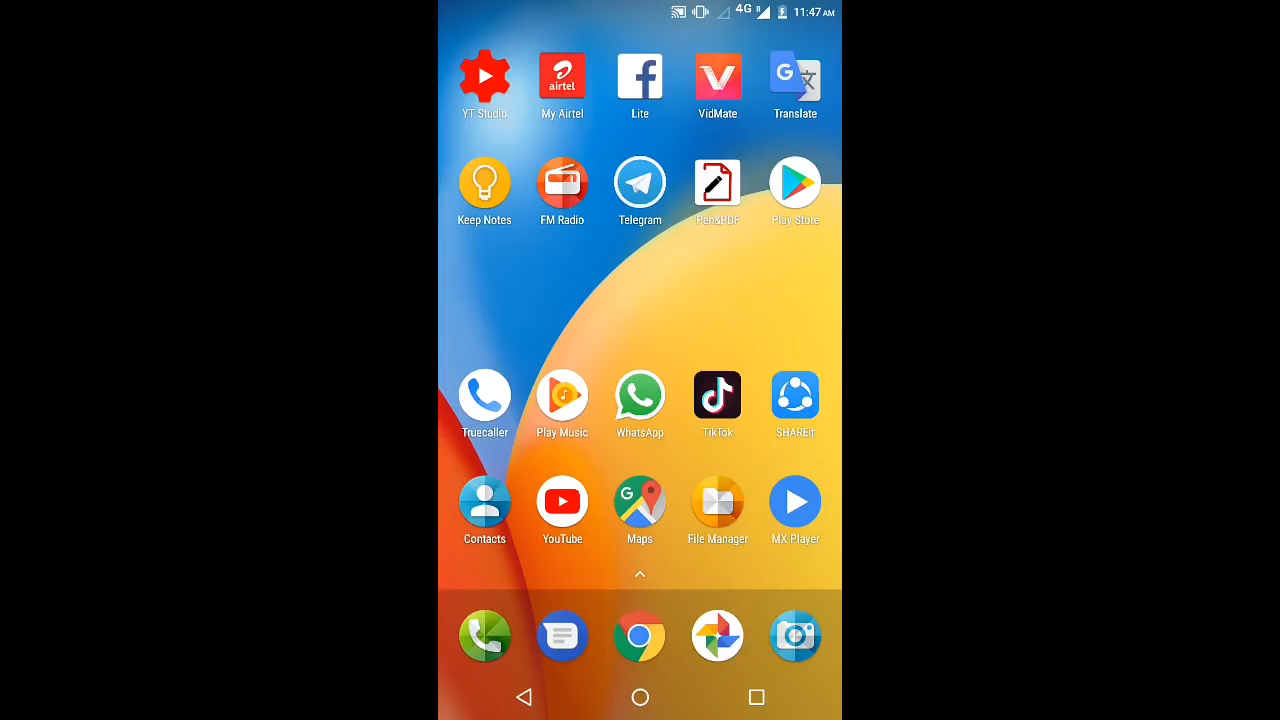 4G R 11:47 AM
airtel
YT Studio My Airtel Lite VidMate Translate
Keep Notes FM Radio Telegram Pen&PDF Play Store
Truecaller Play Music WhatsApp TikTok SHAREit
G
Contacts YouTube Maps File Manager MX Player